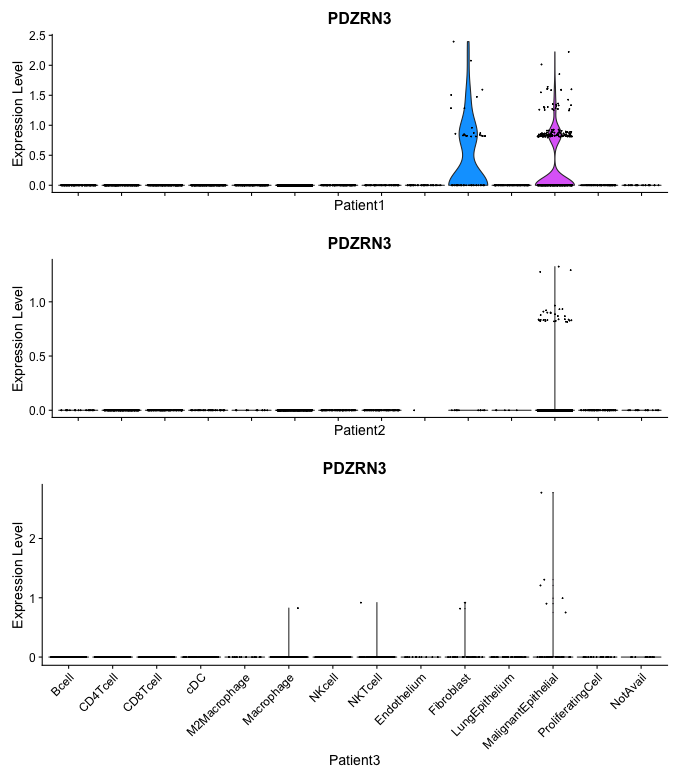 PDZRN3
Expression Level
2.5
2.0
1.5
1.0
0.5
0.0
Patient1
PDZRN3
Expression Level
1.0
0.5
0.0
Patient2
PDZRN3
Expression Level
2
1
0
Bcell
CD4Tcell
CD8Tcell
cDC
M2Macrophage
Macrophage
NKcell
NKTcell
Endothelium
Fibroblast
LungEpithelium
MalignantEpithelial
ProliferatingCell
NotAvail
Patient3